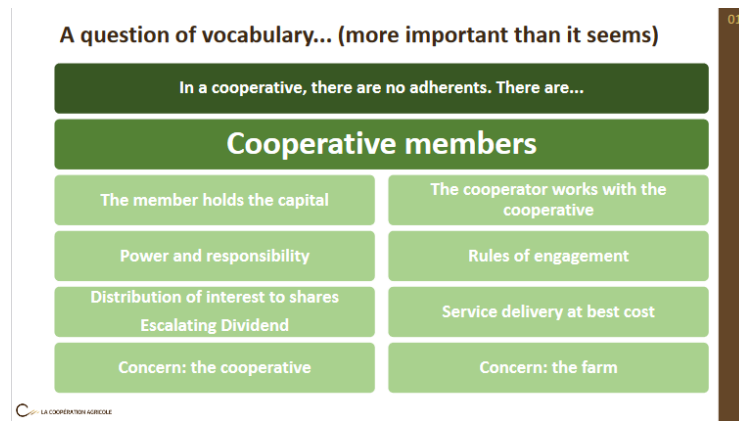 01
A question of vocabulary... (more important than it seems)
In a cooperative, there are no adherents. There are...
Cooperative members
The member holds the capital
The cooperator works with the
cooperative
Power and responsibility
Rules of engagement
Distribution of interest to shares
Escalating Dividend
Service delivery at best cost
Concern: the cooperative
Concern: the farm
LA COOPÉRATION AGRICOLE